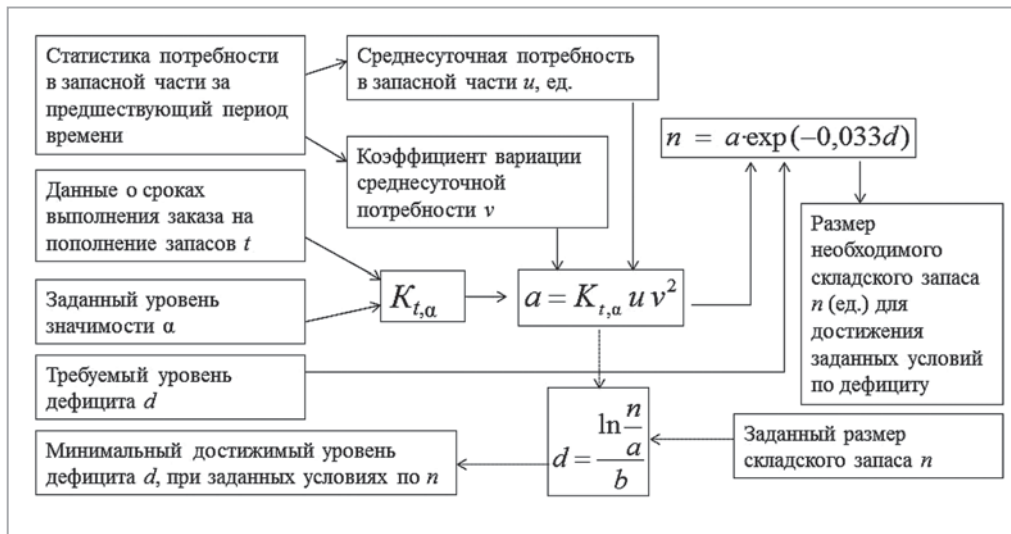 Статистика потребности
в запасной части за
предшествующий период
времени
Среднесуточная потребность
в запасной части u, ед.
Коэффициент вариации
среднесуточной
потребности v
n = a·exp(−0,033d)
Данные о сроках
выполнения заказа на
пополнение запасов t
Заданный уровень
значимости α
K_{t,α}
a = K_{t,α} u v²
Размер
необходимого
складского запаса
n (ед.) для
достижения
заданных условий
по дефициту
Требуемый уровень
дефицита d
Минимальный достижимый уровень
дефицита d, при заданных условиях по n
d = ln(n/a)/b
Заданный размер
складского запаса n